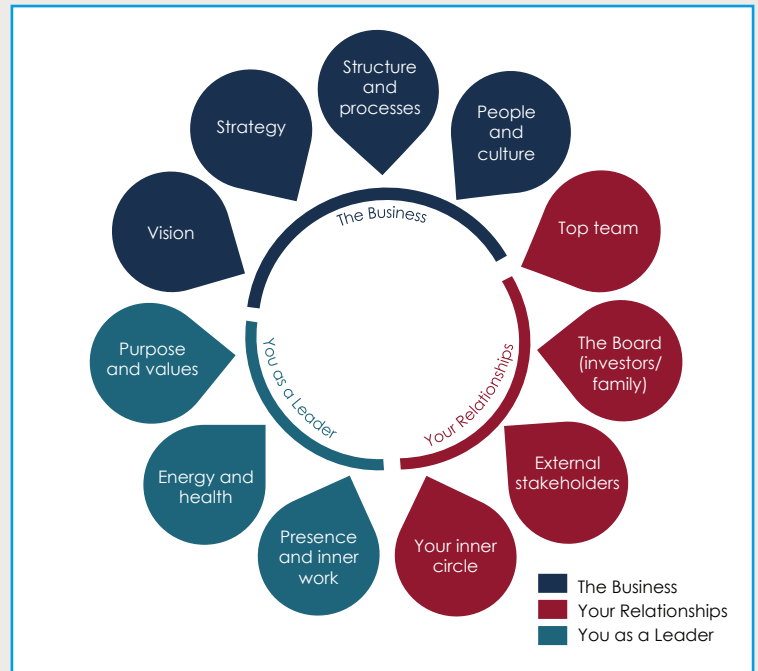 Structure
and
processes
People
and
culture
Strategy
Vision
Top team
The Business
Purpose
and values
The Board
(investors/
family)
You as a Leader
Your Relationships
Energy and
health
External
stakeholders
Presence
and inner
work
Your inner
circle
The Business
Your Relationships
You as a Leader